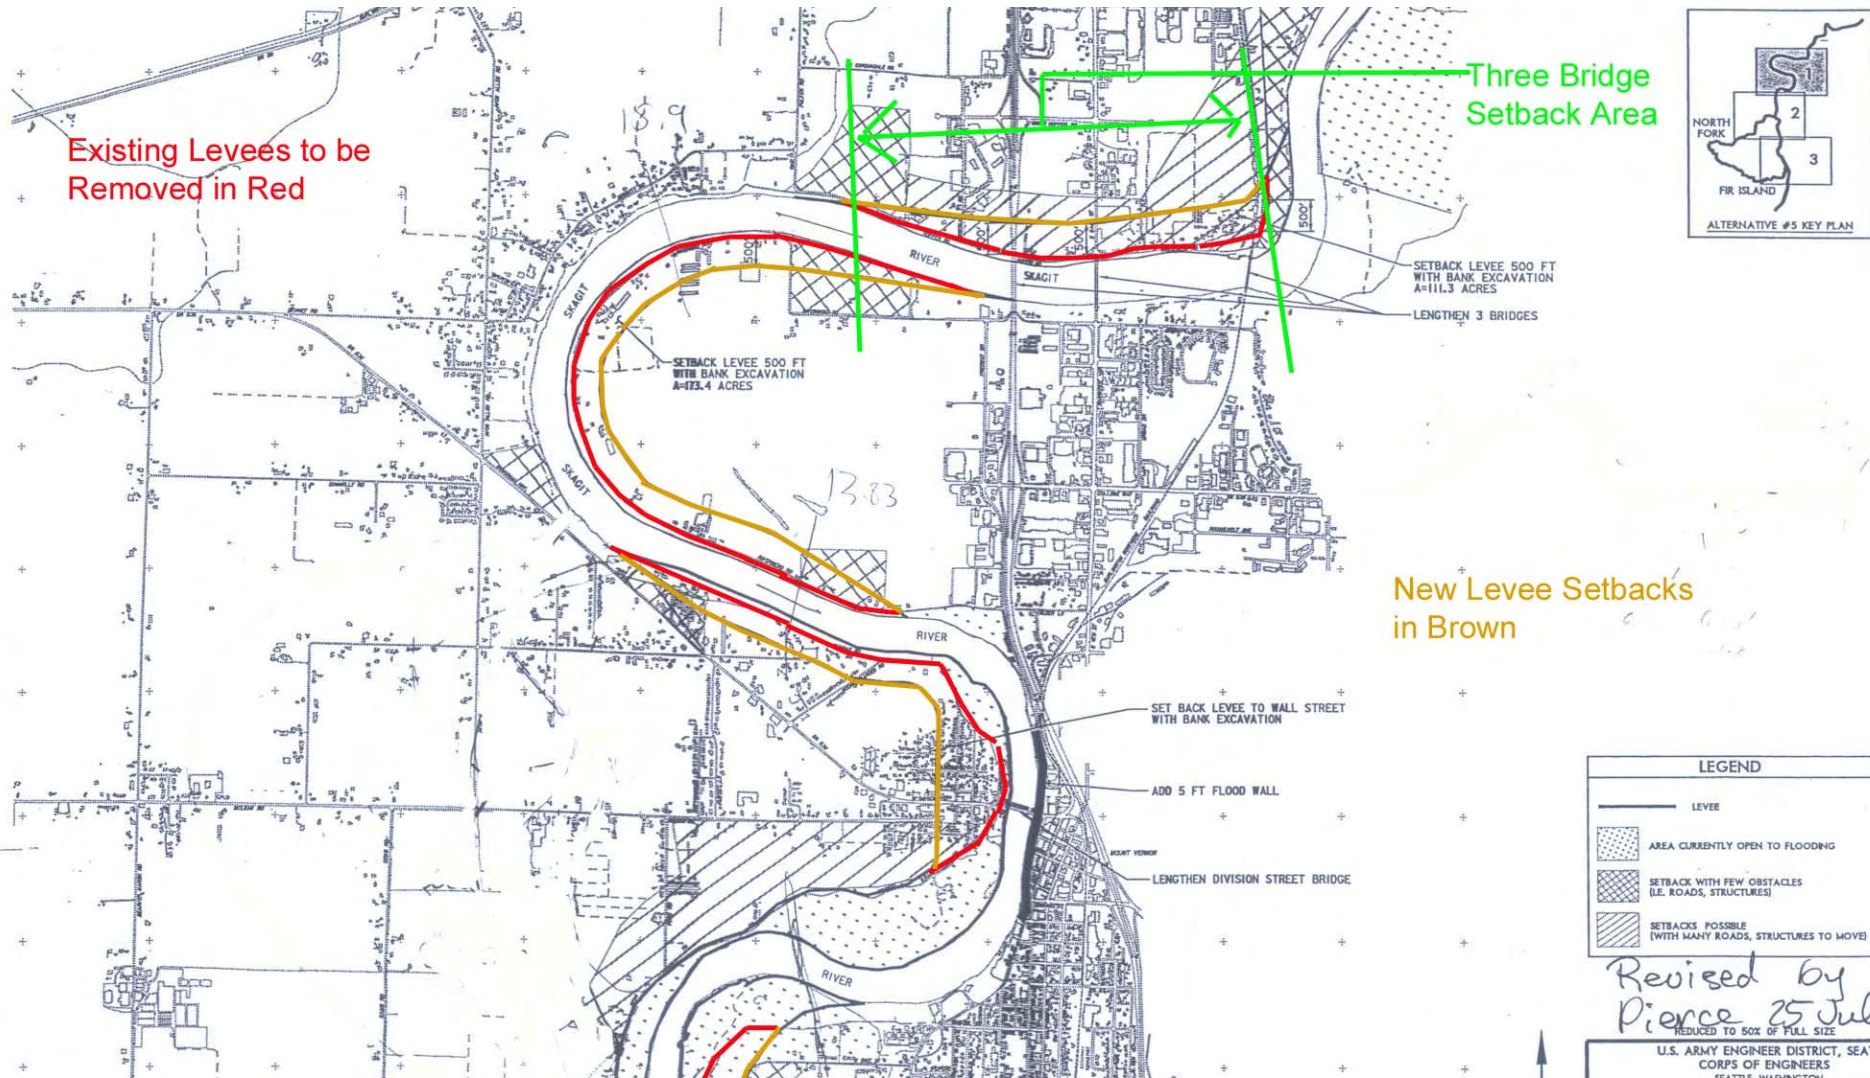 Three Bridge
Setback Area
Existing Levees to be
Removed in Red
18.9
NORTH
FORK
1
2
3
FIR ISLAND
ALTERNATIVE #5 KEY PLAN
500'
500'
500'
500'
RIVER
SKAGIT
SKAGIT
SETBACK LEVEE 500 FT
WITH BANK EXCAVATION
A=111.3 ACRES
LENGTHEN 3 BRIDGES
SETBACK LEVEE 500 FT
WITH BANK EXCAVATION
A=173.4 ACRES
SKAGIT
13.83
New Levee Setbacks
in Brown
RIVER
SET BACK LEVEE TO WALL STREET
WITH BANK EXCAVATION
ADD 5 FT FLOOD WALL
MOUNT VERNON
LENGTHEN DIVISION STREET BRIDGE
RIVER
LEGEND
LEVEE
AREA CURRENTLY OPEN TO FLOODING
SETBACK WITH FEW OBSTACLES
(I.E. ROADS, STRUCTURES)
SETBACKS POSSIBLE
(WITH MANY ROADS, STRUCTURES TO MOVE)
Revised by
Pierce 25 Jul
REDUCED TO 50% OF FULL SIZE
U.S. ARMY ENGINEER DISTRICT, SEA
CORPS OF ENGINEERS
SEATTLE, WASHINGTON